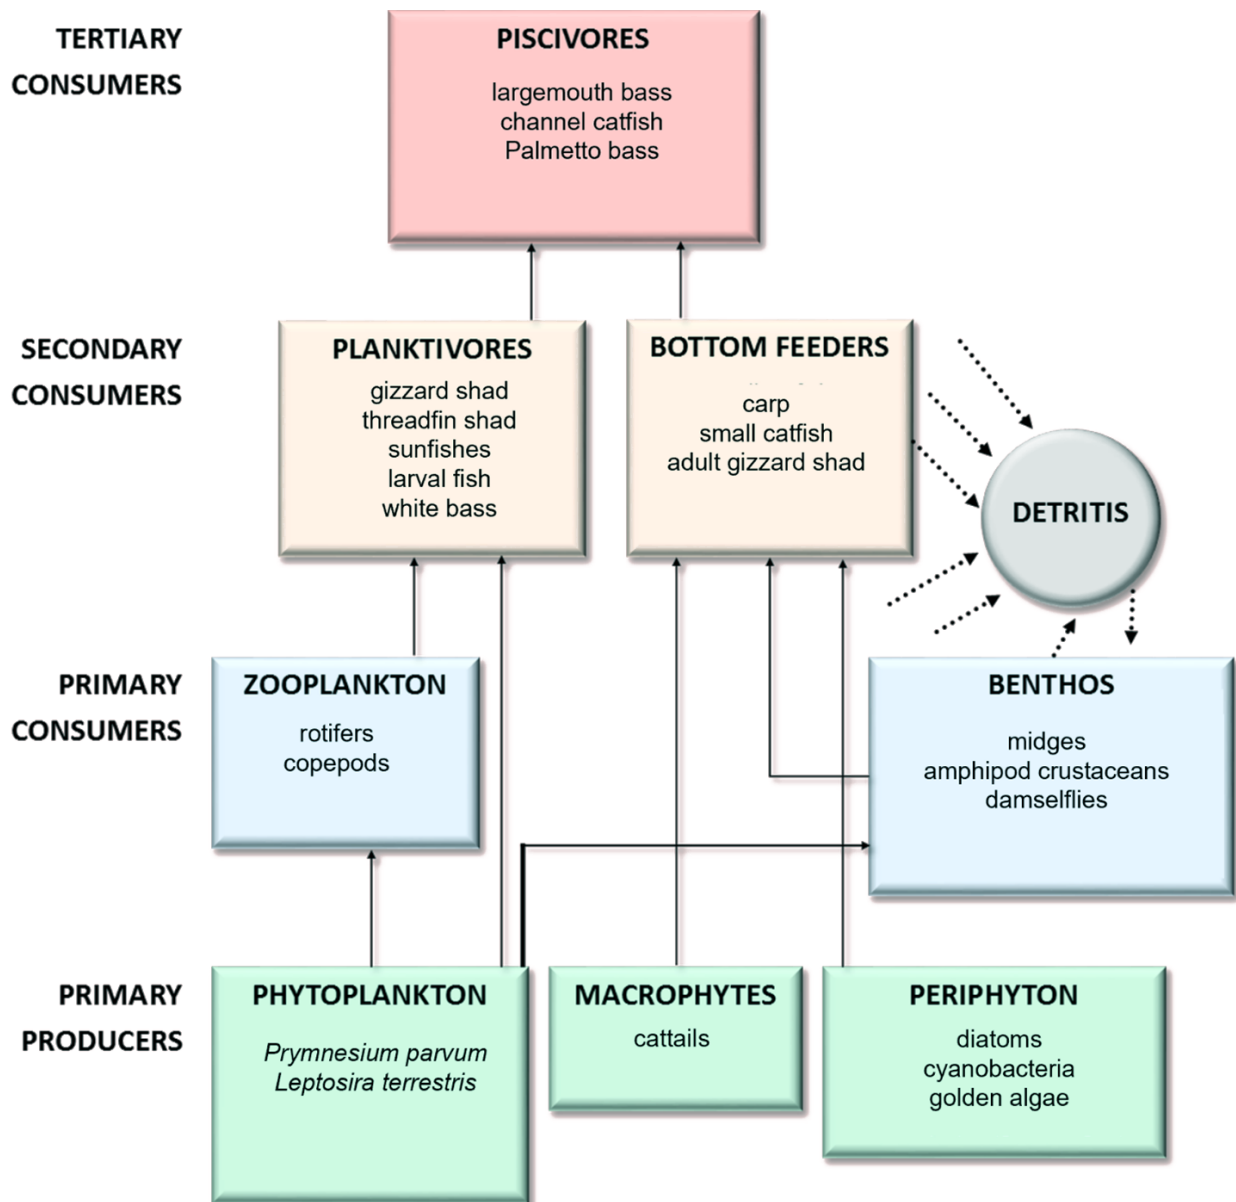 TERTIARY
CONSUMERS
PISCIVORES
largemouth bass
channel catfish
Palmetto bass
SECONDARY
CONSUMERS
PLANKTIVORES
gizzard shad
threadfin shad
sunfishes
larval fish
white bass
BOTTOM FEEDERS
carp
small catfish
adult gizzard shad
DETRITIS
PRIMARY
CONSUMERS
ZOOPLANKTON
rotifers
copepods
BENTHOS
midges
amphipod crustaceans
damselflies
PRIMARY
PRODUCERS
PHYTOPLANKTON
Prymnesium parvum
Leptosira terrestris
MACROPHYTES
cattails
PERIPHYTON
diatoms
cyanobacteria
golden algae